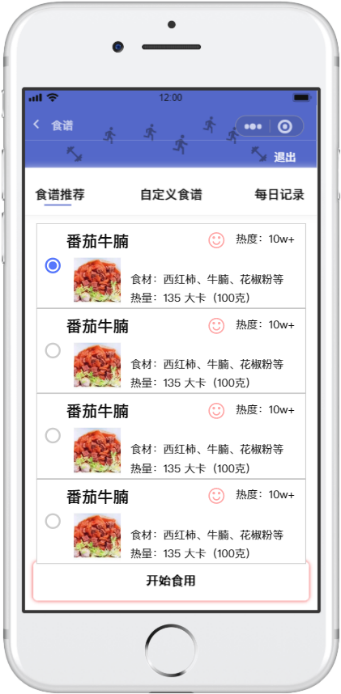 12:00
食谱
退出
食谱推荐 自定义食谱 每日记录
番茄牛腩 热度：10w+
食材：西红柿、牛腩、花椒粉等
热量：135 大卡（100克）
番茄牛腩 热度：10w+
食材：西红柿、牛腩、花椒粉等
热量：135 大卡（100克）
番茄牛腩 热度：10w+
食材：西红柿、牛腩、花椒粉等
热量：135 大卡（100克）
番茄牛腩 热度：10w+
食材：西红柿、牛腩、花椒粉等
热量：135 大卡（100克）
开始食用